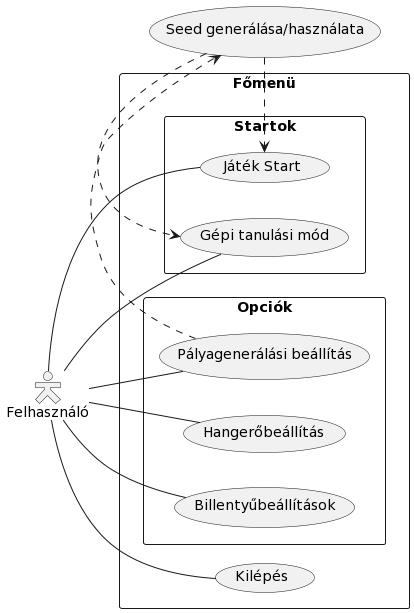 Seed generálása/használata
Főmenü
Startok
Játék Start
Gépi tanulási mód
Opciók
Pályagenerálási beállítás
Felhasználó
Hangerőbeállítás
Billentyűbeállítások
Kilépés